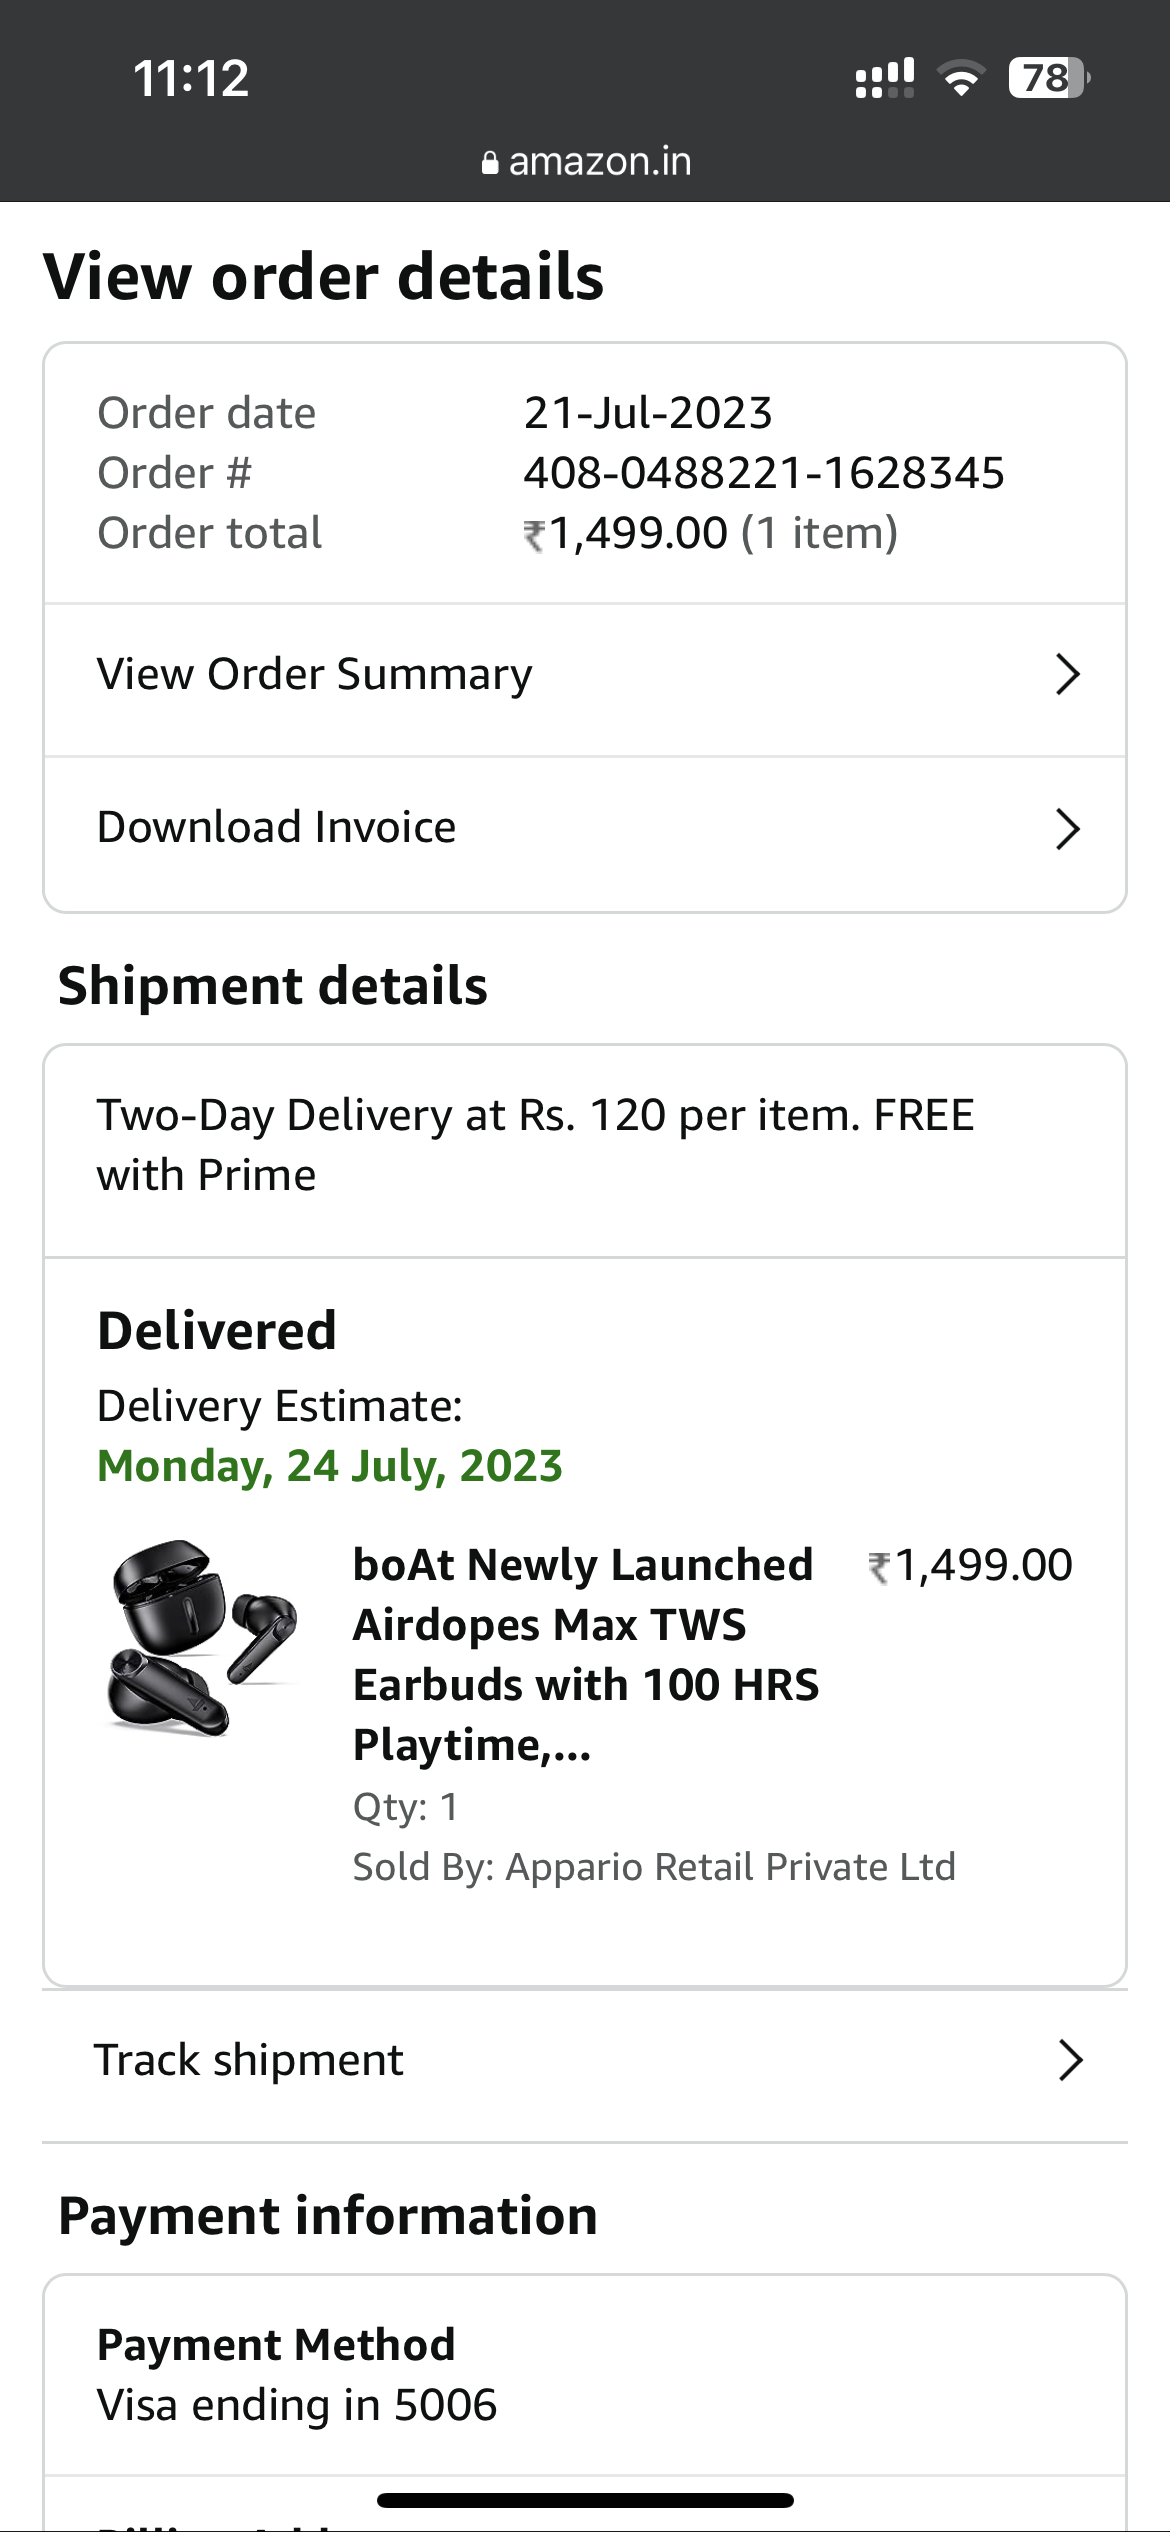 11:12
78
amazon.in
View order details
Order date 21-Jul-2023
Order # 408-0488221-1628345
Order total ₹1,499.00 (1 item)
View Order Summary
Download Invoice
Shipment details
Two-Day Delivery at Rs. 120 per item. FREE
with Prime
Delivered
Delivery Estimate:
Monday, 24 July, 2023
boAt Newly Launched ₹1,499.00
Airdopes Max TWS
Earbuds with 100 HRS
Playtime,...
Qty: 1
Sold By: Appario Retail Private Ltd
Track shipment
Payment information
Payment Method
Visa ending in 5006